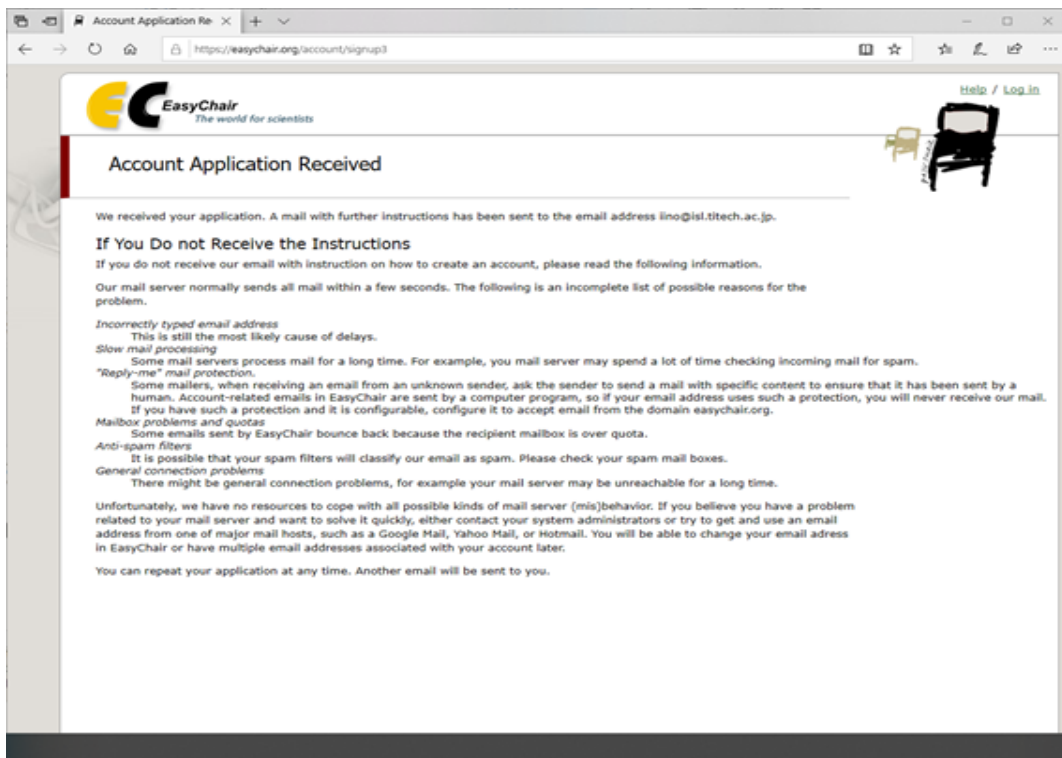 Account Application Re
https://easychair.org/account/signup3
EC EasyChair
The world for scientists
Help / Log in
Account Application Received
We received your application. A mail with further instructions has been sent to the email address iino@isl.titech.ac.jp.
If You Do not Receive the Instructions
If you do not receive our email with instruction on how to create an account, please read the following information.
Our mail server normally sends all mail within a few seconds. The following is an incomplete list of possible reasons for the
problem.
Incorrectly typed email address
This is still the most likely cause of delays.
Slow mail processing
Some mail servers process mail for a long time. For example, you mail server may spend a lot of time checking incoming mail for spam.
"Reply-me" mail protection.
Some mailers, when receiving an email from an unknown sender, ask the sender to send a mail with specific content to ensure that it has been sent by a
human. Account-related emails in EasyChair are sent by a computer program, so if your email address uses such a protection, you will never receive our mail.
If you have such a protection and it is configurable, configure it to accept email from the domain easychair.org.
Mailbox problems and quotas
Some emails sent by EasyChair bounce back because the recipient mailbox is over quota.
Anti-spam filters
It is possible that your spam filters will classify our email as spam. Please check your spam mail boxes.
General connection problems
There might be general connection problems, for example your mail server may be unreachable for a long time.
Unfortunately, we have no resources to cope with all possible kinds of mail server (mis)behavior. If you believe you have a problem
related to your mail server and want to solve it quickly, either contact your system administrators or try to get and use an email
address from one of major mail hosts, such as a Google Mail, Yahoo Mail, or Hotmail. You will be able to change your email adress
in EasyChair or have multiple email addresses associated with your account later.
You can repeat your application at any time. Another email will be sent to you.